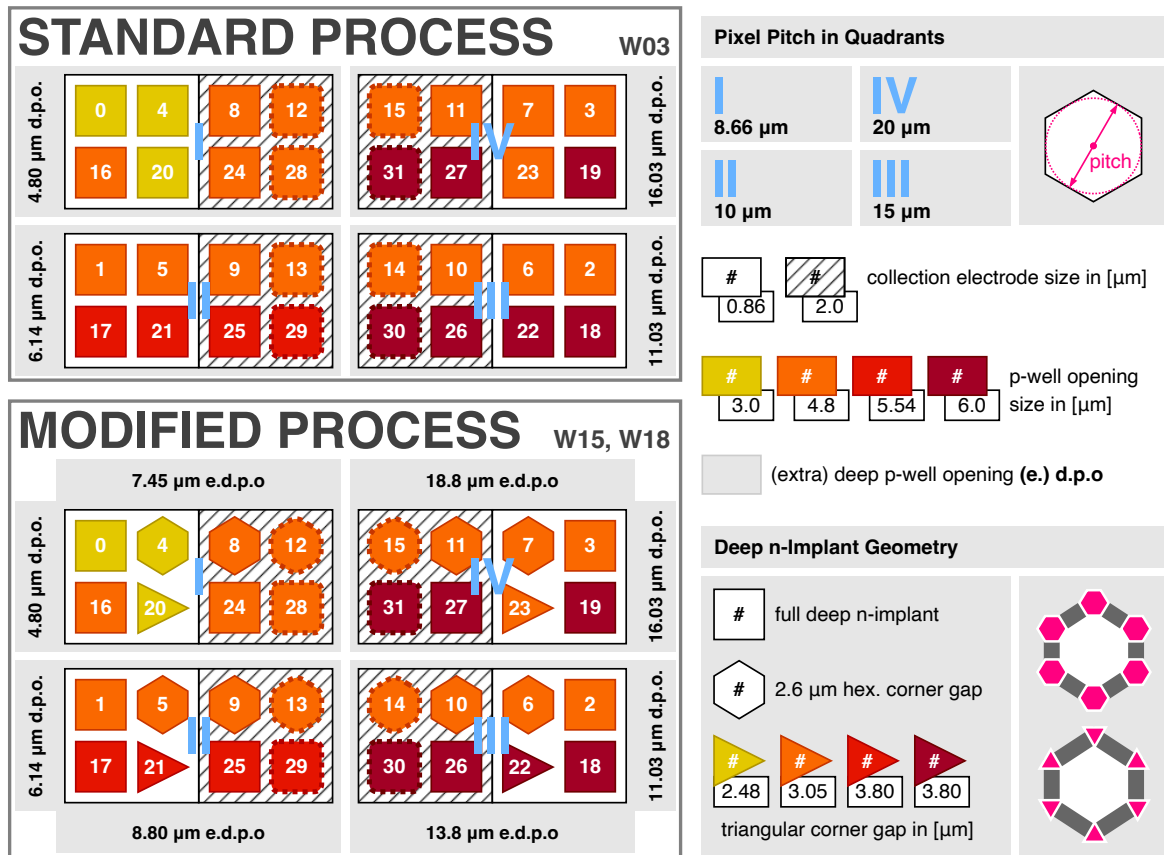 STANDARD PROCESS W03
4.80 µm d.p.o.
0 4 8 12
I
16 20 24 28
15 11 7 3
IV
31 27 23 19
16.03 µm d.p.o.
6.14 µm d.p.o.
1 5 9 13
II
17 21 25 29
14 10 6 2
III
30 26 22 18
11.03 µm d.p.o.
MODIFIED PROCESS W15, W18
7.45 µm e.d.p.o
18.8 µm e.d.p.o
4.80 µm d.p.o.
0 4 8 12
I
16 20 24 28
15 11 7 3
IV
31 27 23 19
16.03 µm d.p.o.
6.14 µm d.p.o.
1 5 9 13
II
17 21 25 29
14 10 6 2
III
30 26 22 18
11.03 µm d.p.o.
8.80 µm e.d.p.o
13.8 µm e.d.p.o
Pixel Pitch in Quadrants
I
8.66 µm
IV
20 µm
II
10 µm
III
15 µm
pitch
# #
0.86 2.0
collection electrode size in [µm]
# # # #
3.0 4.8 5.54 6.0
p-well opening
size in [µm]
(extra) deep p-well opening (e.) d.p.o
Deep n-Implant Geometry
# full deep n-implant
# 2.6 µm hex. corner gap
# # # #
2.48 3.05 3.80 3.80
triangular corner gap in [µm]